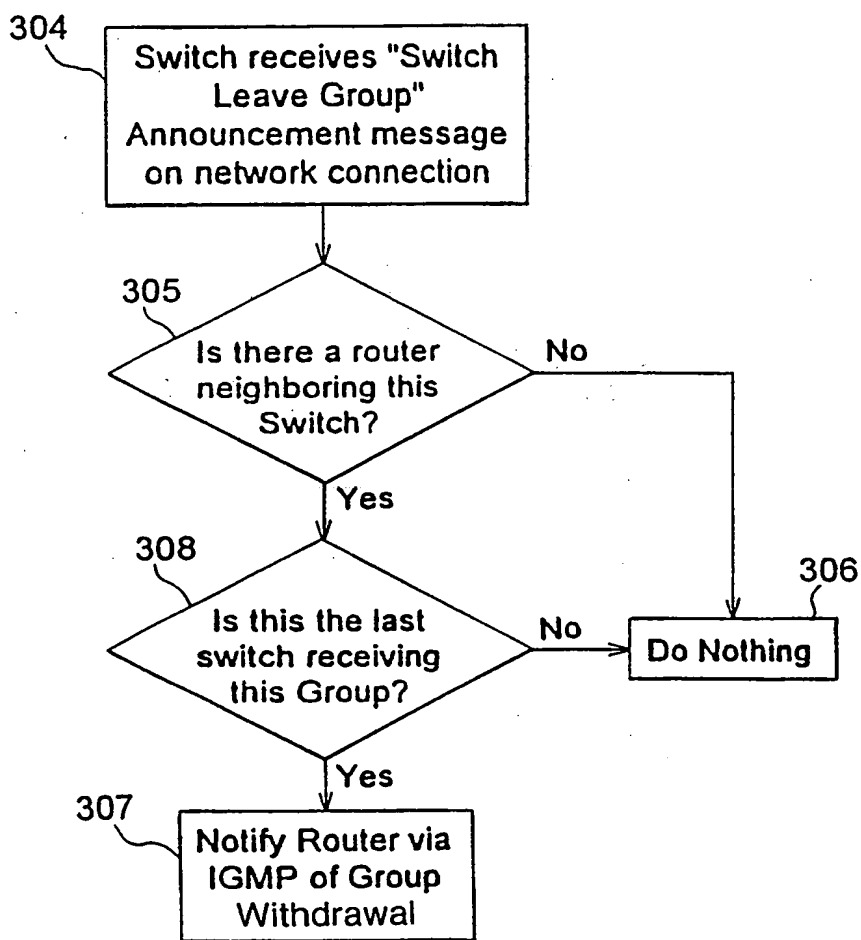 304
Switch receives "Switch
Leave Group"
Announcement message
on network connection
305
Is there a router
neighboring this
Switch?
No
Yes
308
Is this the last
switch receiving
this Group?
No
306
Do Nothing
Yes
307
Notify Router via
IGMP of Group
Withdrawal